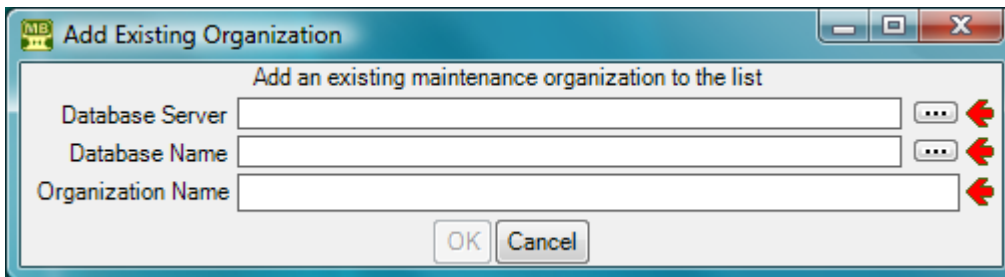 MB
Add Existing Organization
Add an existing maintenance organization to the list
Database Server
...
Database Name
...
Organization Name
OK Cancel